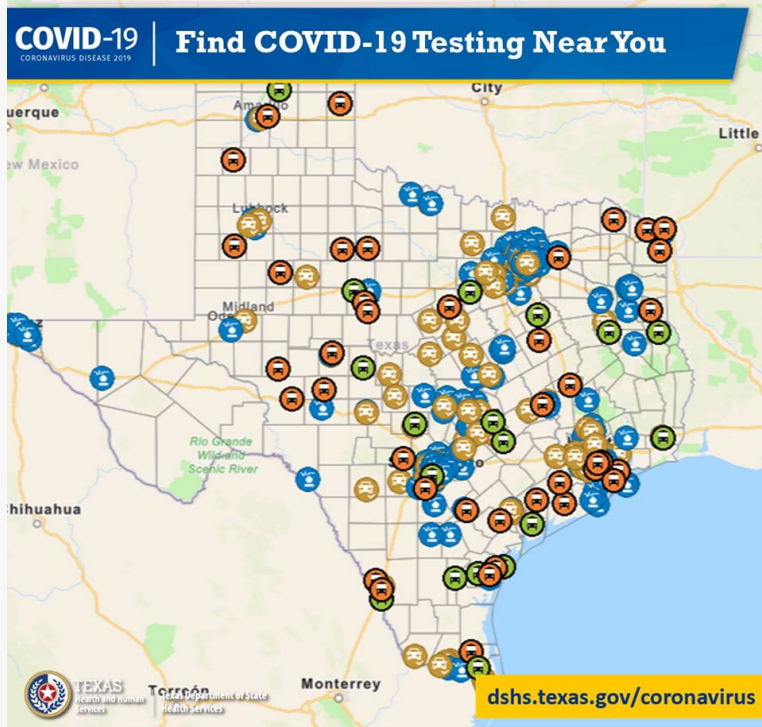 COVID-19
CORONAVIRUS DISEASE 2019
Find COVID-19 Testing Near You
City
uerque
Little
ew Mexico
Lubbock
Midland
Texas
Rio Grande
Wild and
Scenic River
hihuahua
Torreón
Monterrey
TEXAS
Health and Human
Services
Texas Department of State
Health Services
dshs.texas.gov/coronavirus